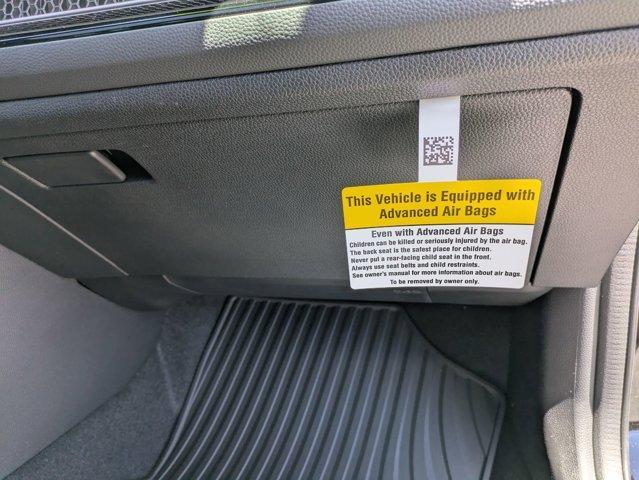 This Vehicle is Equipped with
Advanced Air Bags
Even with Advanced Air Bags
Children can be killed or seriously injured by the air bag.
The back seat is the safest place for children.
Never put a rear-facing child seat in the front.
Always use seat belts and child restraints.
See owner's manual for more information about air bags.
To be removed by owner only.